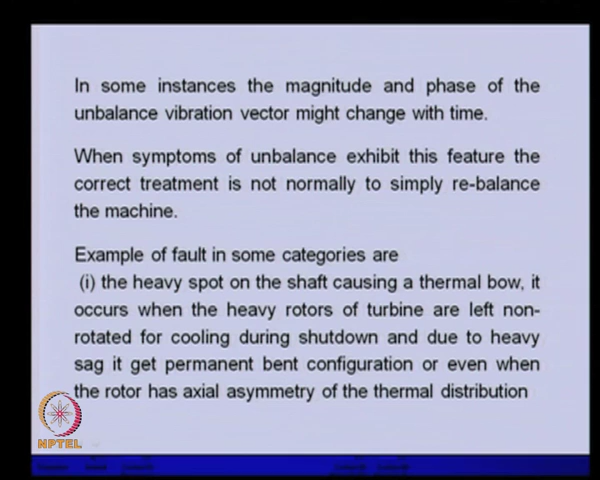 In some instances the magnitude and phase of the
unbalance vibration vector might change with time.
When symptoms of unbalance exhibit this feature the
correct treatment is not normally to simply re-balance
the machine.
Example of fault in some categories are
(i) the heavy spot on the shaft causing a thermal bow, it
occurs when the heavy rotors of turbine are left non-
rotated for cooling during shutdown and due to heavy
sag it get permanent bent configuration or even when
the rotor has axial asymmetry of the thermal distribution
NPTEL